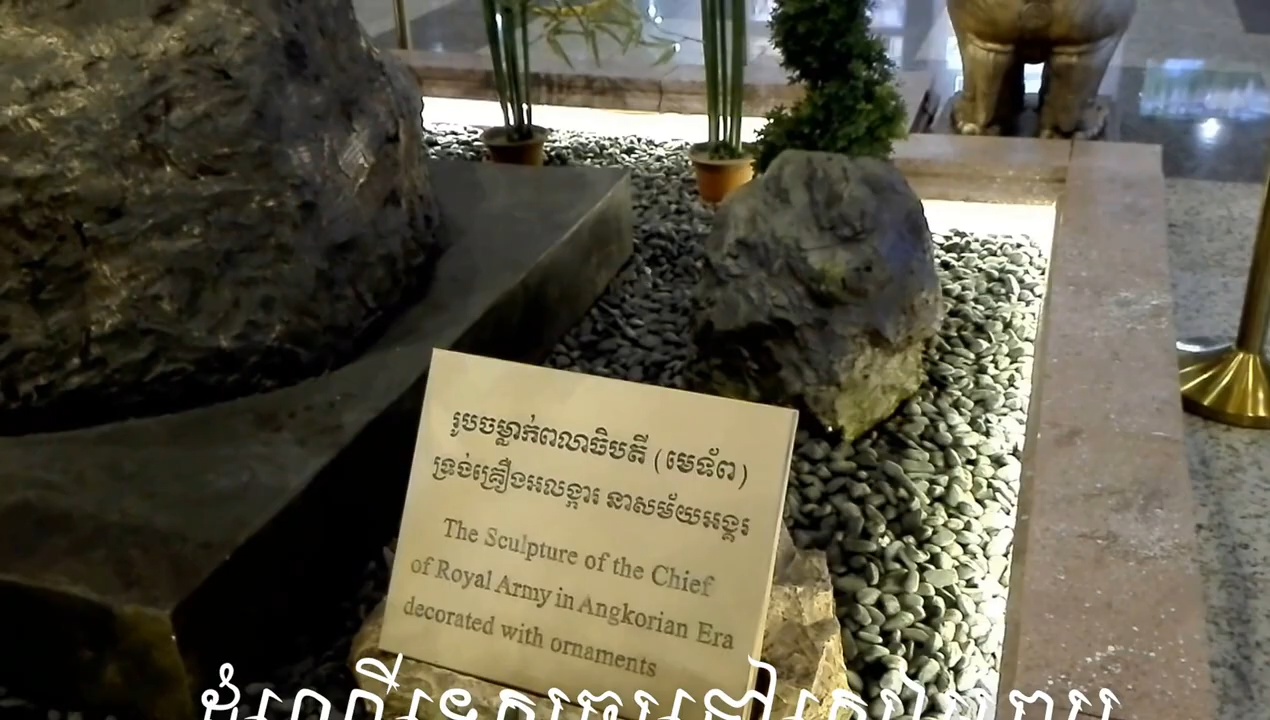 រូបចម្លាក់ពលាធិបតី (មេទ័ព)
ទ្រង់គ្រឿងអលង្ការ នាសម័យអង្គរ
The Sculpture of the Chief
of Royal Army in Angkorian Era
decorated with ornaments